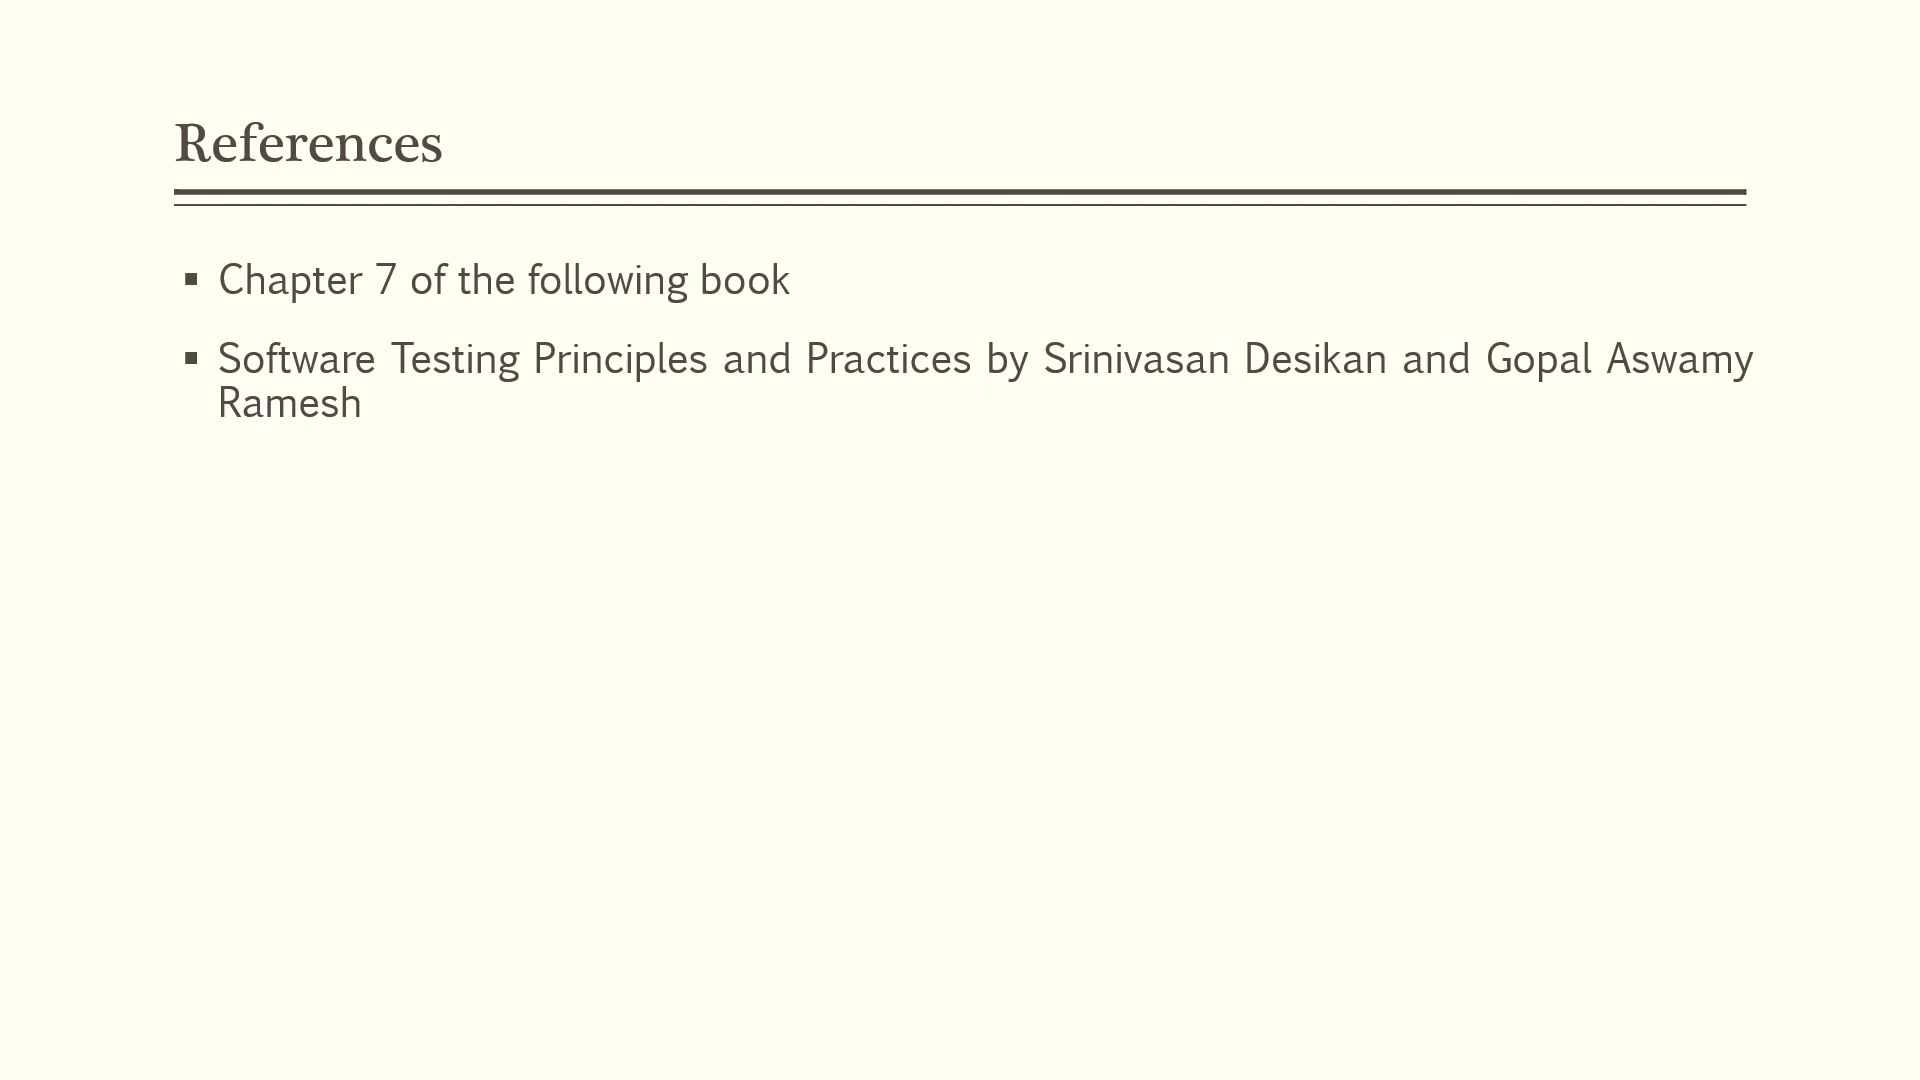 References
▪ Chapter 7 of the following book
▪ Software Testing Principles and Practices by Srinivasan Desikan and Gopal Aswamy
Ramesh